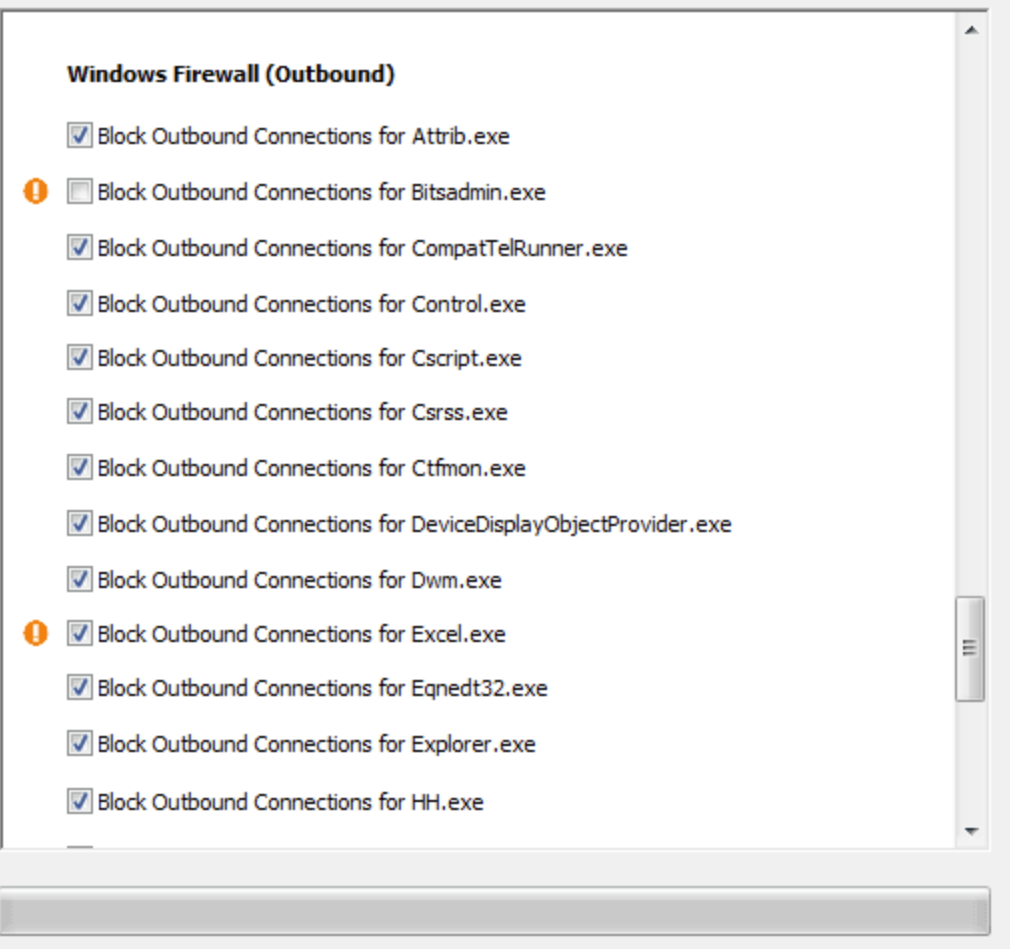 Windows Firewall (Outbound)
Block Outbound Connections for Attrib.exe
Block Outbound Connections for Bitsadmin.exe
Block Outbound Connections for CompatTelRunner.exe
Block Outbound Connections for Control.exe
Block Outbound Connections for Cscript.exe
Block Outbound Connections for Csrss.exe
Block Outbound Connections for Ctfmon.exe
Block Outbound Connections for DeviceDisplayObjectProvider.exe
Block Outbound Connections for Dwm.exe
Block Outbound Connections for Excel.exe
Block Outbound Connections for Eqnedt32.exe
Block Outbound Connections for Explorer.exe
Block Outbound Connections for HH.exe